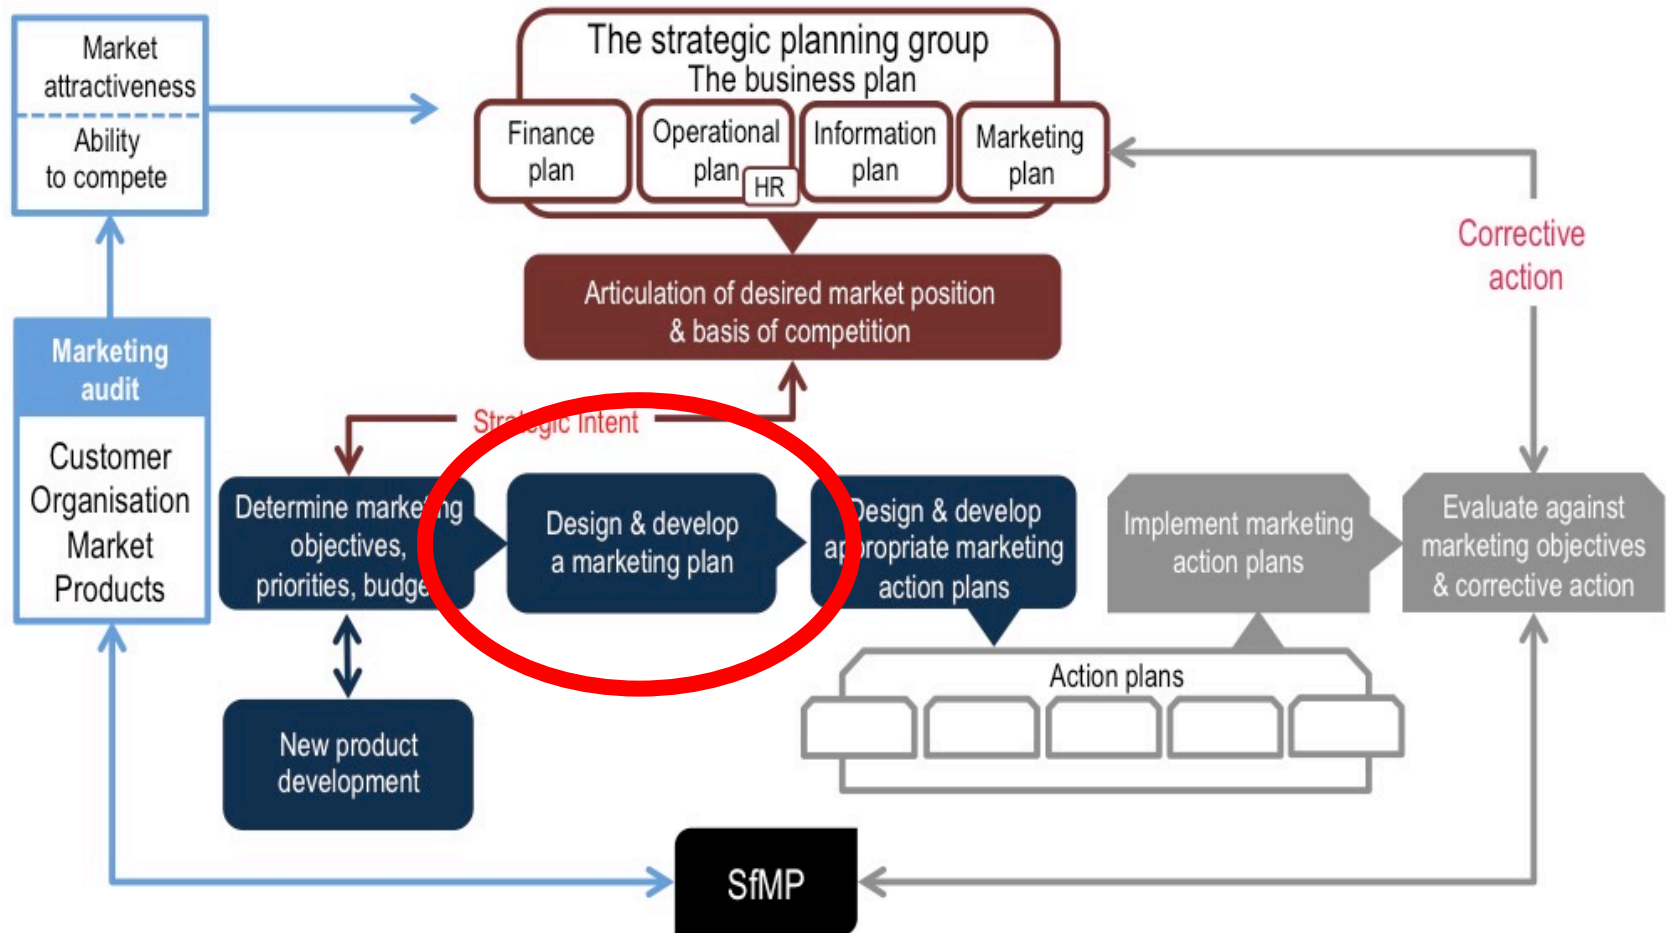 Market
attractiveness
Ability
to compete
The strategic planning group
The business plan
Finance
plan
Operational
plan
HR
Information
plan
Marketing
plan
Corrective
action
Articulation of desired market position
& basis of competition
Marketing
audit
Customer
Organisation
Market
Products
Strategic Intent
Determine marketing
objectives,
priorities, budge
Design & develop
a marketing plan
Design & develop
appropriate marketing
action plans
Implement marketing
action plans
Evaluate against
marketing objectives
& corrective action
New product
development
Action plans
SfMP